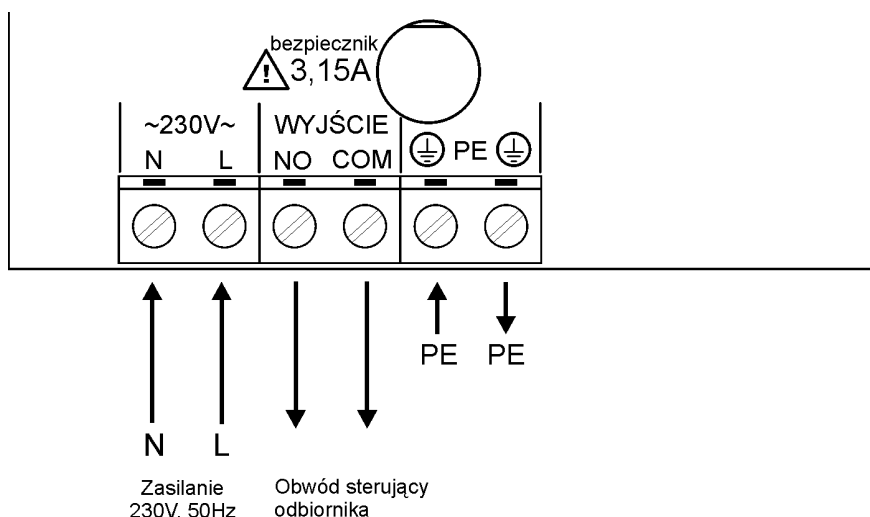 bezpiecznik
! 3,15A
~230V~ WYJŚCIE
N L NO COM PE
PE PE
N L
Zasilanie
230V, 50Hz
Obwód sterujący
odbiornika